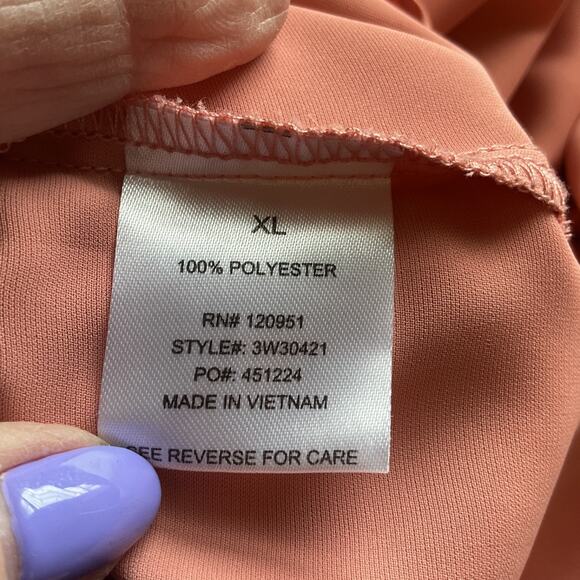 XL
100% POLYESTER
RN# 120951
STYLE#: 3W30421
PO#: 451224
MADE IN VIETNAM
SEE REVERSE FOR CARE